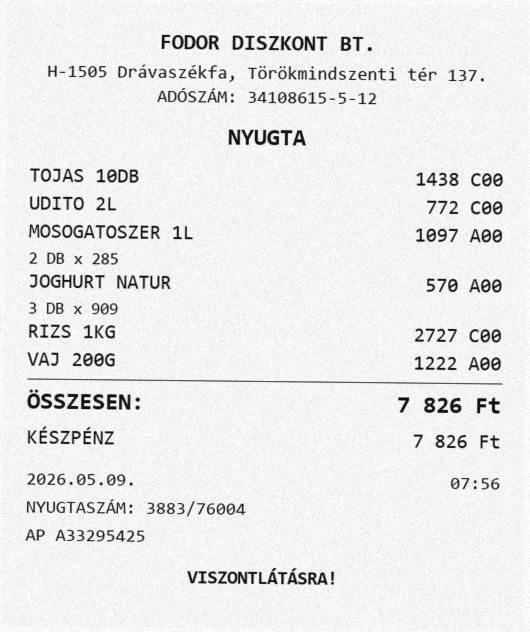 FODOR DISZKONT BT.
H-1505 Drávaszékfa, Törökmindszenti tér 137.
ADÓSZÁM: 34108615-5-12
NYUGTA
TOJAS 10DB 1438 C00
UDITO 2L 772 C00
MOSOGATOSZER 1L 1097 A00
2 DB x 285
JOGHURT NATUR 570 A00
3 DB x 909
RIZS 1KG 2727 C00
VAJ 200G 1222 A00
ÖSSZESEN: 7 826 Ft
KÉSZPÉNZ 7 826 Ft
2026.05.09. 07:56
NYUGTASZÁM: 3883/76004
AP A33295425
VISZONTLÁTÁSRA!